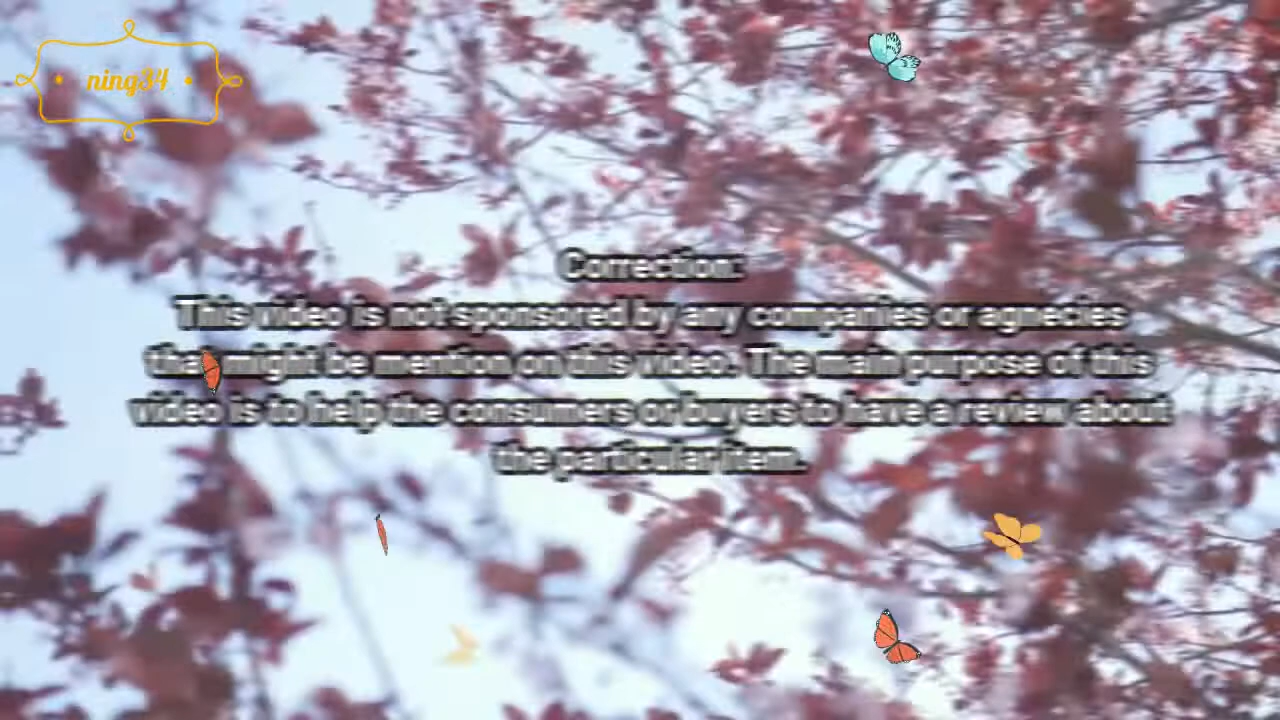 ning34
Correction:
This video is not sponsored by any companies or agnecies
that might be mention on this video. The main purpose of this
video is to help the consumers or buyers to have a review about
the particular item.